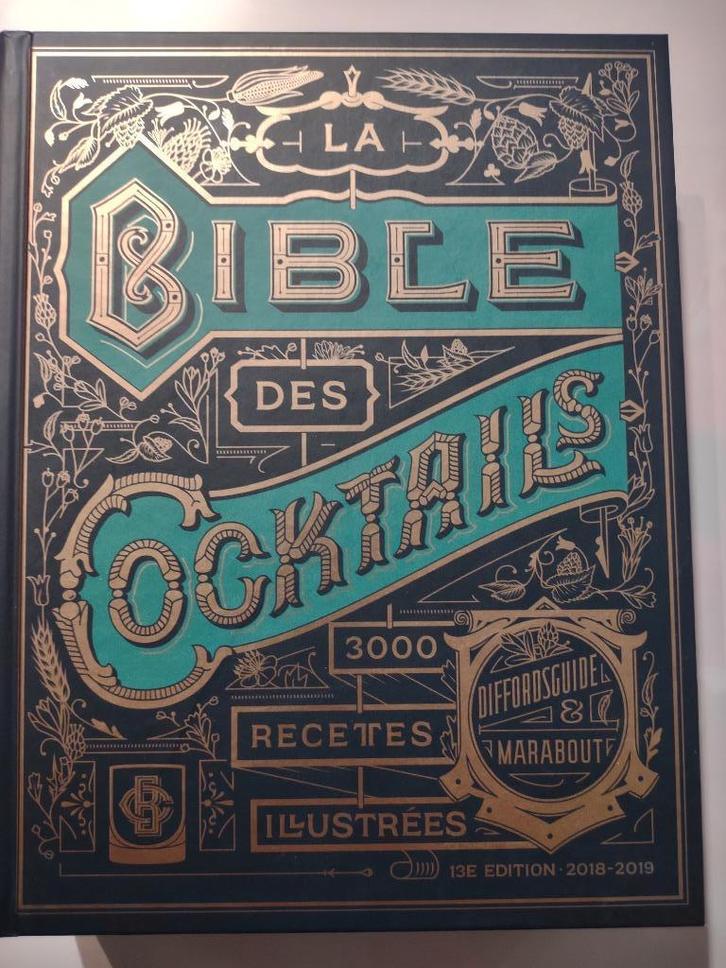 LA
BIBLE
DES
COCKTAILS
3000
RECETTES
ILLUSTRÉES
DIFFORDSGUIDE
&
MARABOUT
13E EDITION · 2018-2019